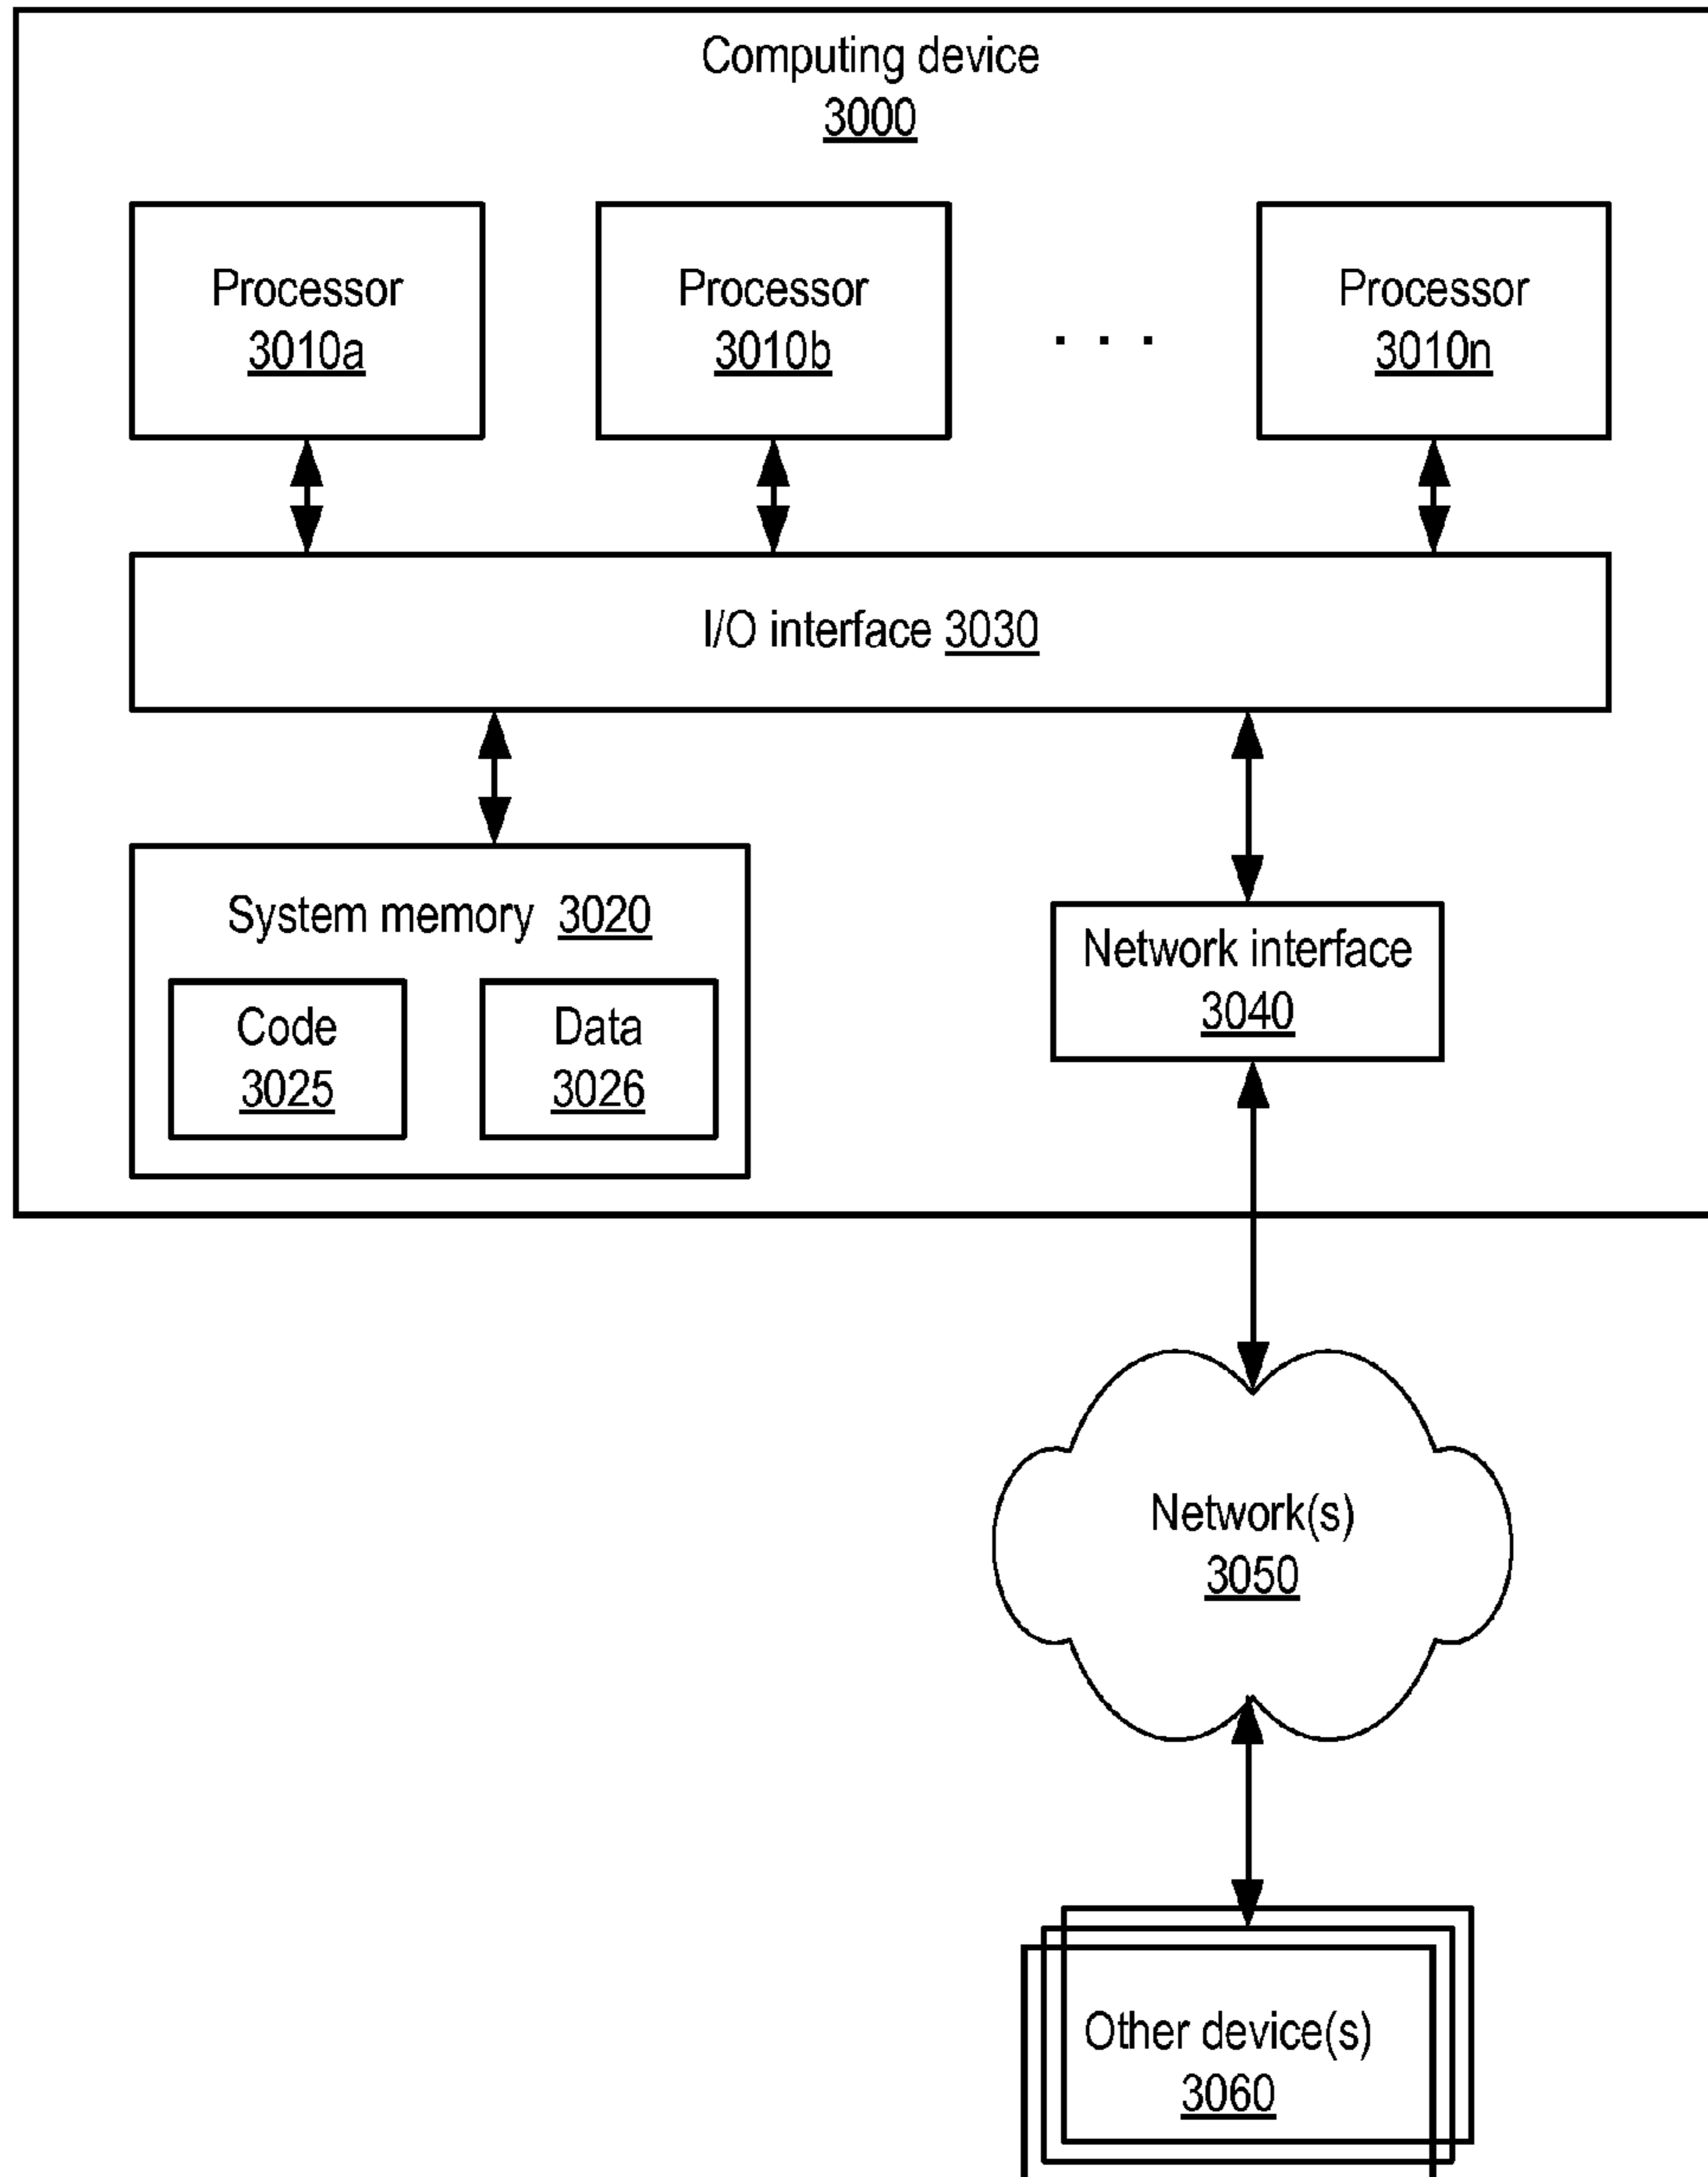 Computing device
3000
Processor
3010a
Processor
3010b
. . .
Processor
3010n
I/O interface 3030
System memory 3020
Code
3025
Data
3026
Network interface
3040
Network(s)
3050
Other device(s)
3060